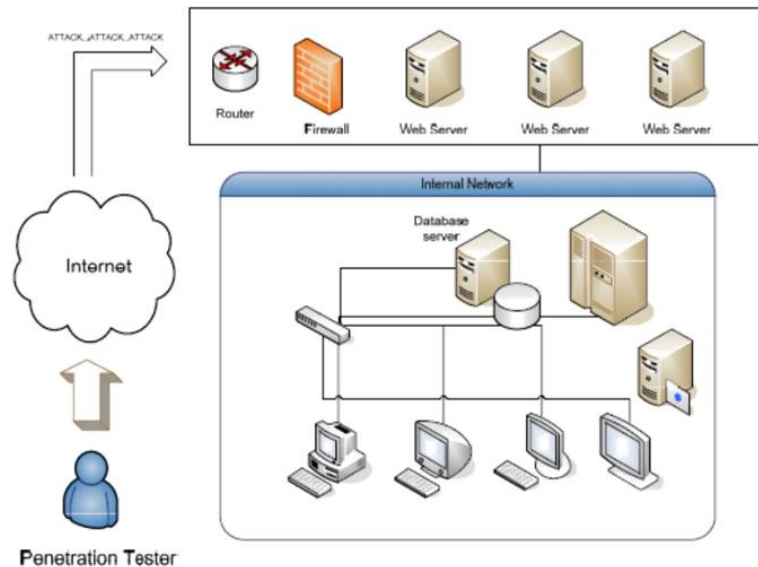 ATTACK...ATTACK...ATTACK
Router
Firewall
Web Server
Web Server
Web Server
Internal Network
Database
server
Internet
Penetration Tester